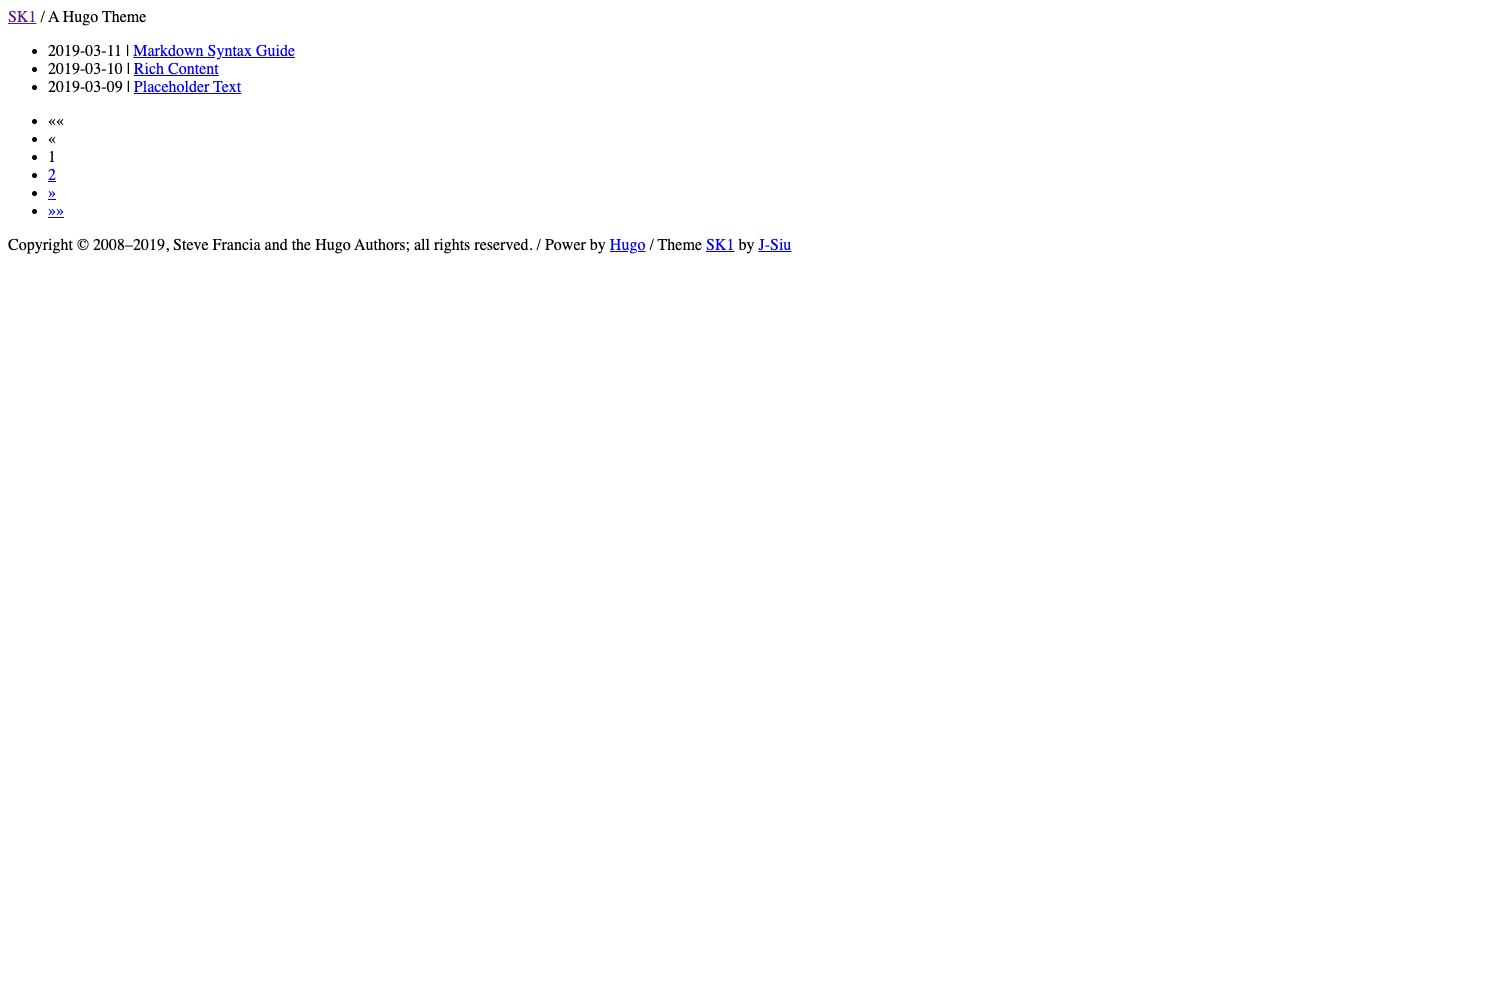 SK1 / A Hugo Theme
2019-03-11 | Markdown Syntax Guide
2019-03-10 | Rich Content
2019-03-09 | Placeholder Text
««
«
1
2
»
»»
Copyright © 2008–2019, Steve Francia and the Hugo Authors; all rights reserved. / Power by Hugo / Theme SK1 by J-Siu